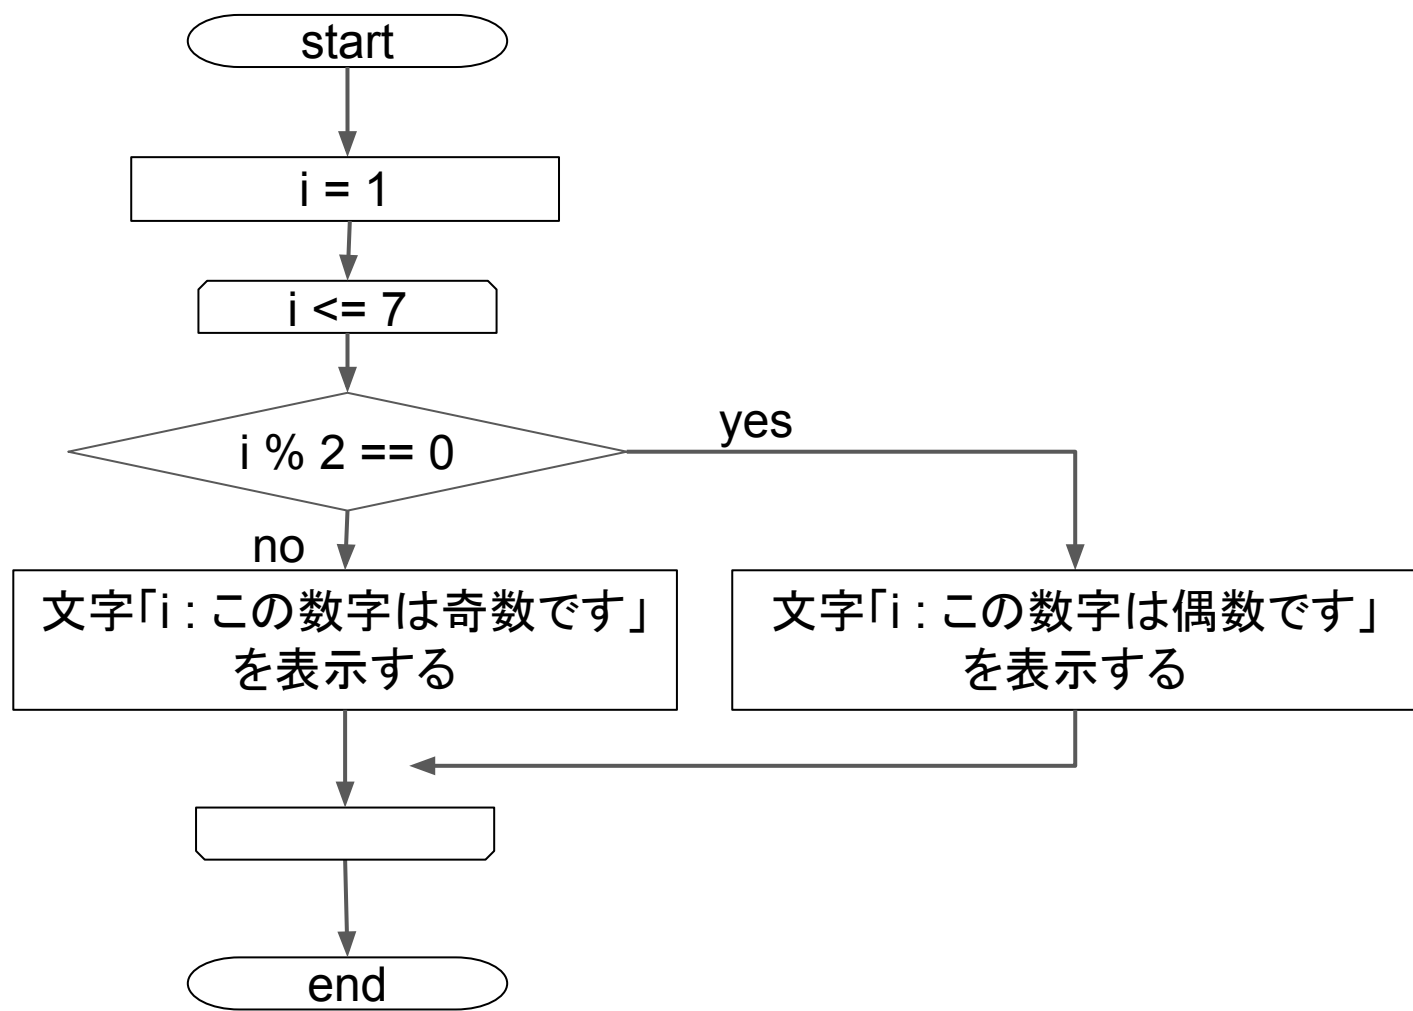 start
i = 1
i <= 7
i % 2 == 0
yes
no
文字「i : この数字は奇数です」
を表示する
文字「i : この数字は偶数です」
を表示する
end